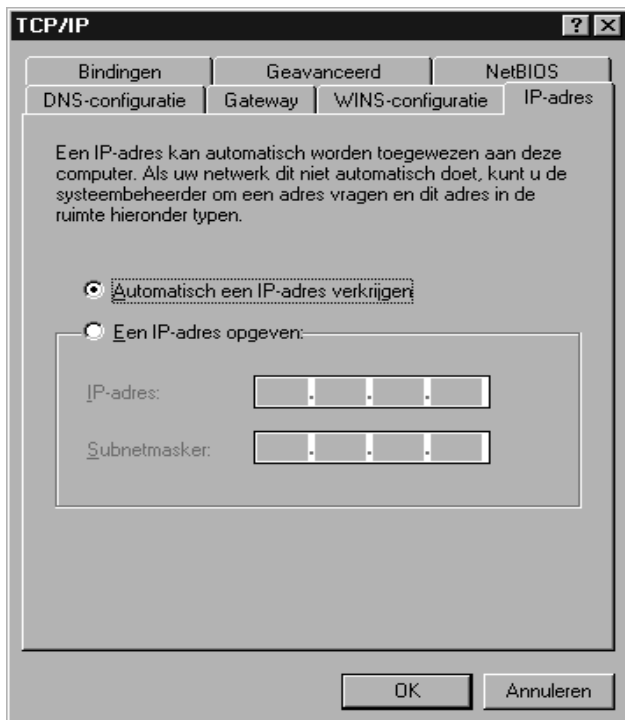 TCP/IP
Bindingen Geavanceerd NetBIOS
DNS-configuratie Gateway WINS-configuratie IP-adres
Een IP-adres kan automatisch worden toegewezen aan deze
computer. Als uw netwerk dit niet automatisch doet, kunt u de
systeembeheerder om een adres vragen en dit adres in de
ruimte hieronder typen.
Automatisch een IP-adres verkrijgen
Een IP-adres opgeven:
IP-adres:
Subnetmasker:
OK Annuleren